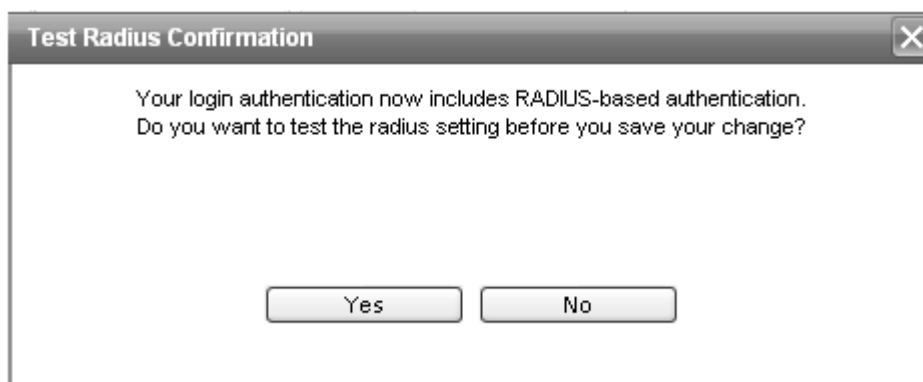 Test Radius Confirmation
Your login authentication now includes RADIUS-based authentication.
Do you want to test the radius setting before you save your change?
Yes
No